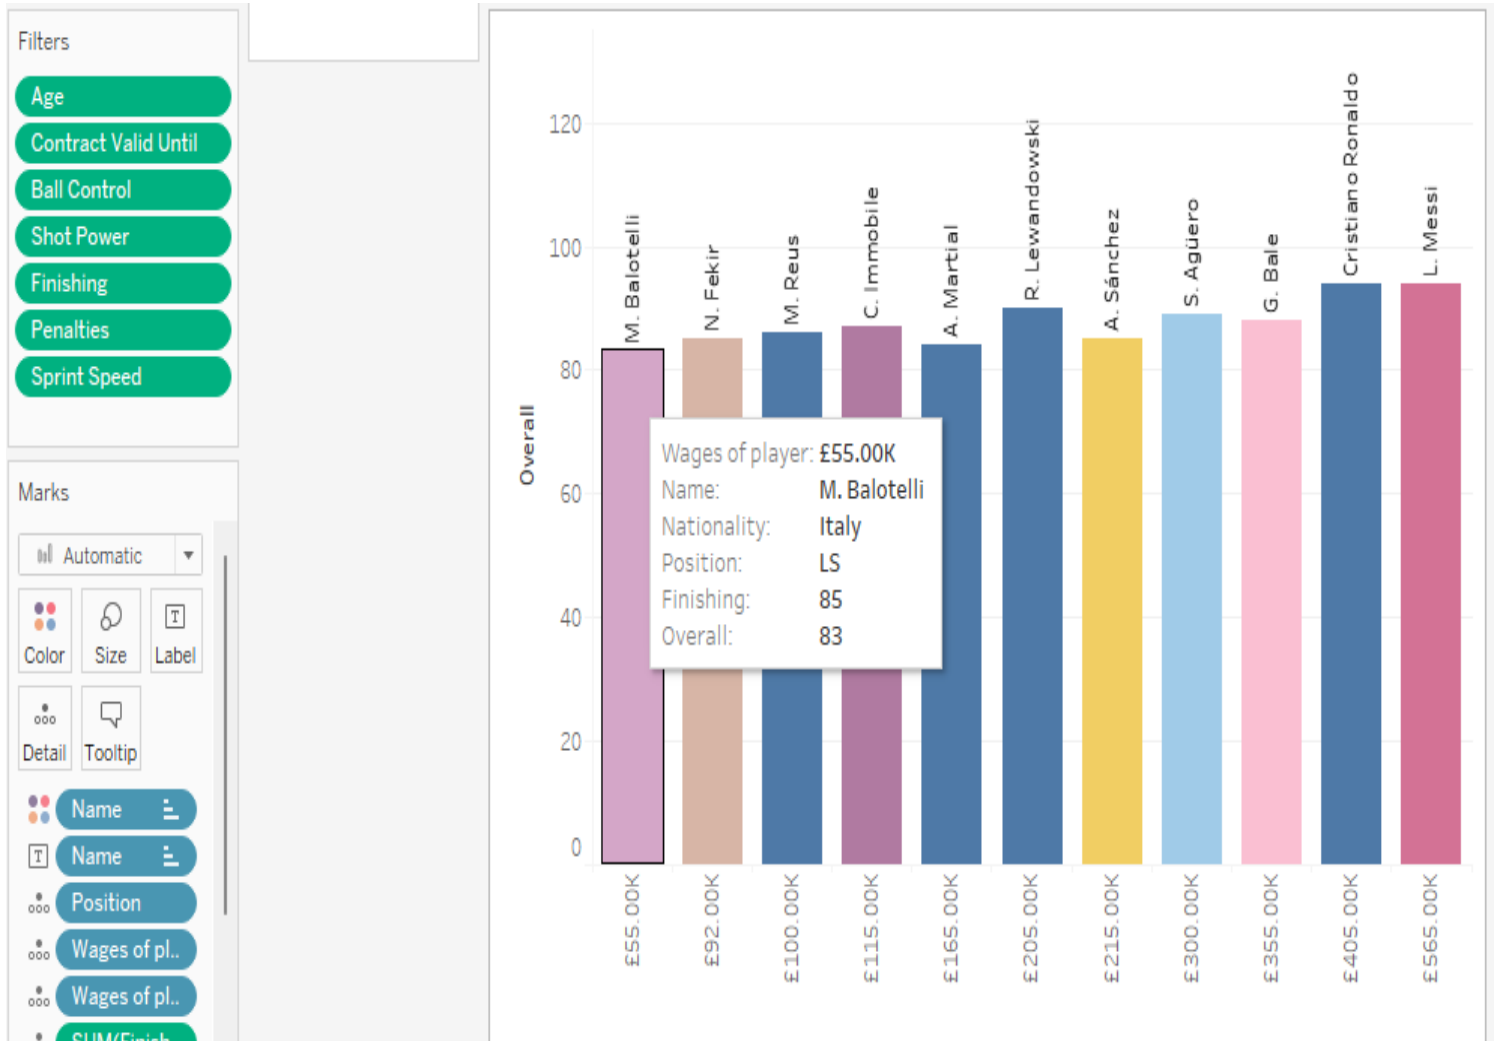 Filters
Age
Contract Valid Until
Ball Control
Shot Power
Finishing
Penalties
Sprint Speed
Marks
Automatic
Color
Size
T
Label
Detail
Tooltip
Name
T
Name
Position
Wages of pl..
Wages of pl..
SUM(Finish
Overall
120
100
80
60
40
20
0
M. Balotelli
N. Fekir
M. Reus
C. Immobile
A. Martial
R. Lewandowski
A. Sánchez
S. Agüero
G. Bale
Cristiano Ronaldo
L. Messi
Wages of player: £55.00K
Name: M. Balotelli
Nationality: Italy
Position: LS
Finishing: 85
Overall: 83
£55.00K
£92.00K
£100.00K
£115.00K
£165.00K
£205.00K
£215.00K
£300.00K
£355.00K
£405.00K
£565.00K